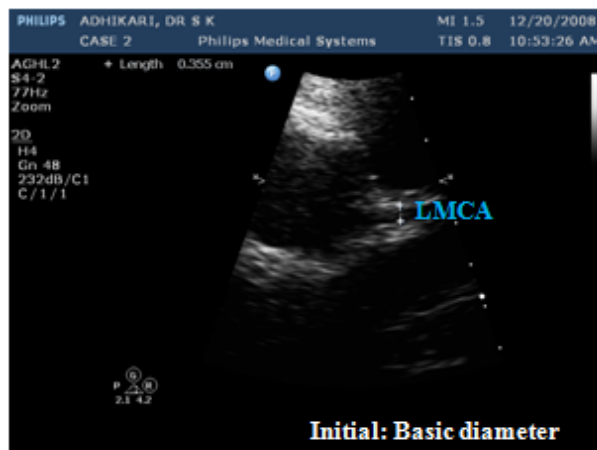 PHILIPS ADHIKARI, DR S K MI 1.5 12/20/2008
CASE 2 Philips Medical Systems TIS 0.8 10:53:26 AM
AGHL2 + Length 0.355 cm
S4-2
77Hz
Zoom
2D
H4
Gn 48
232dB/C1
C/1/1
P
LMCA
G
P R
2.1 4.2
Initial: Basic diameter